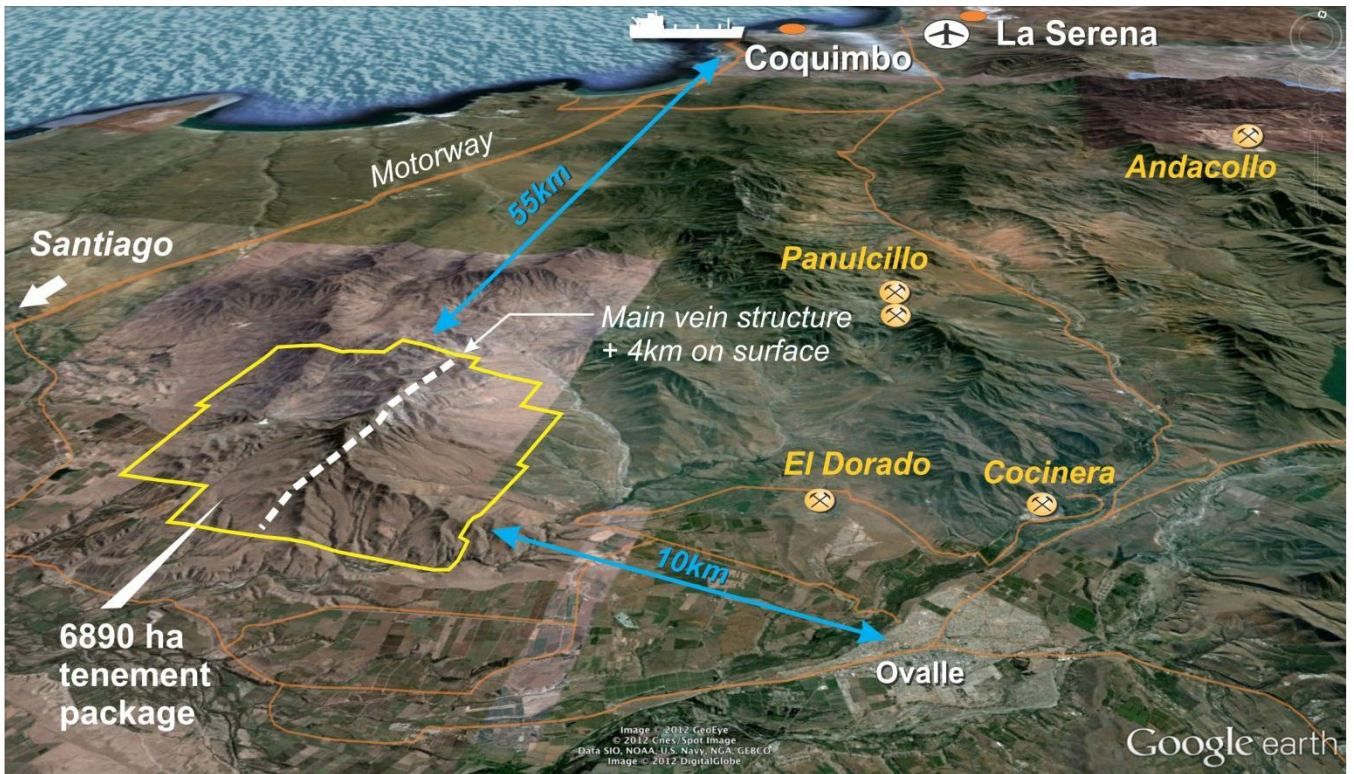 Coquimbo
La Serena
Andacollo
Motorway
55km
Santiago
Panulcillo
Main vein structure
+ 4km on surface
El Dorado
Cocinera
10km
6890 ha
tenement
package
Ovalle
Image © 2012 GeoEye
© 2012 Cnes/Spot Image
Data SIO, NOAA, U.S. Navy, NGA, GEBCO
Image © 2012 DigitalGlobe
Google earth